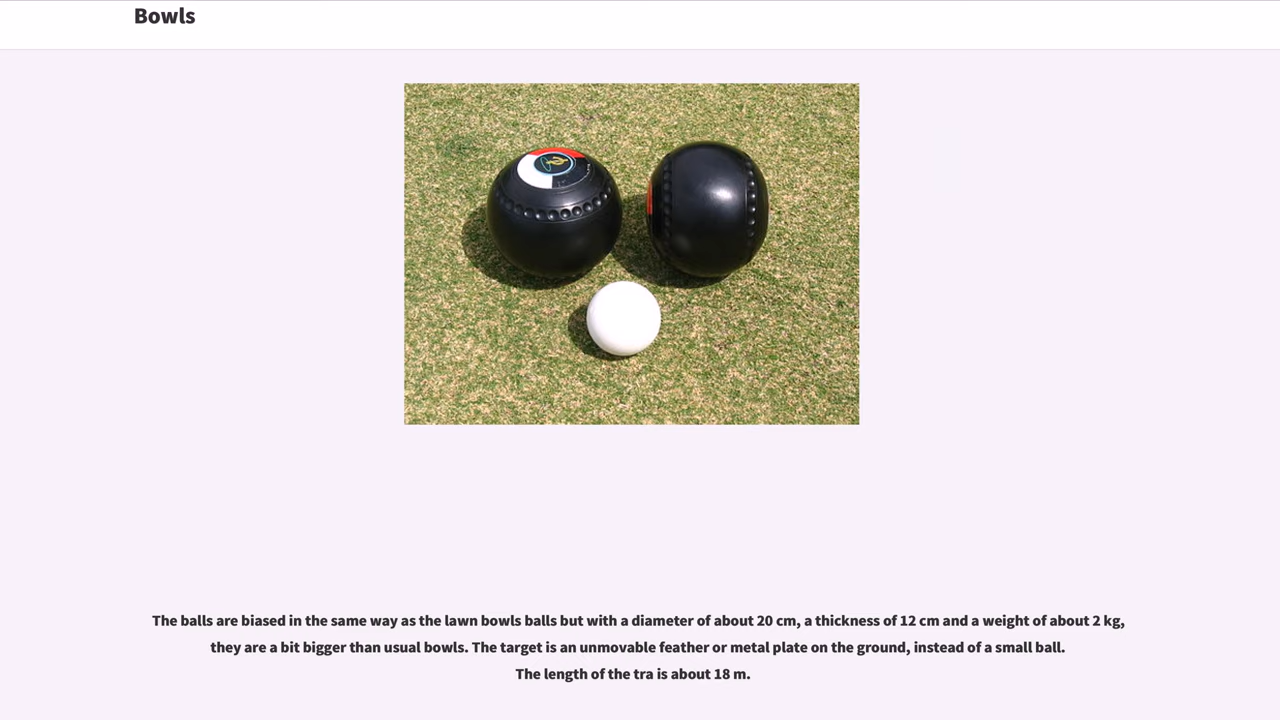 Bowls
The balls are biased in the same way as the lawn bowls balls but with a diameter of about 20 cm, a thickness of 12 cm and a weight of about 2 kg,
they are a bit bigger than usual bowls. The target is an unmovable feather or metal plate on the ground, instead of a small ball.
The length of the tra is about 18 m.